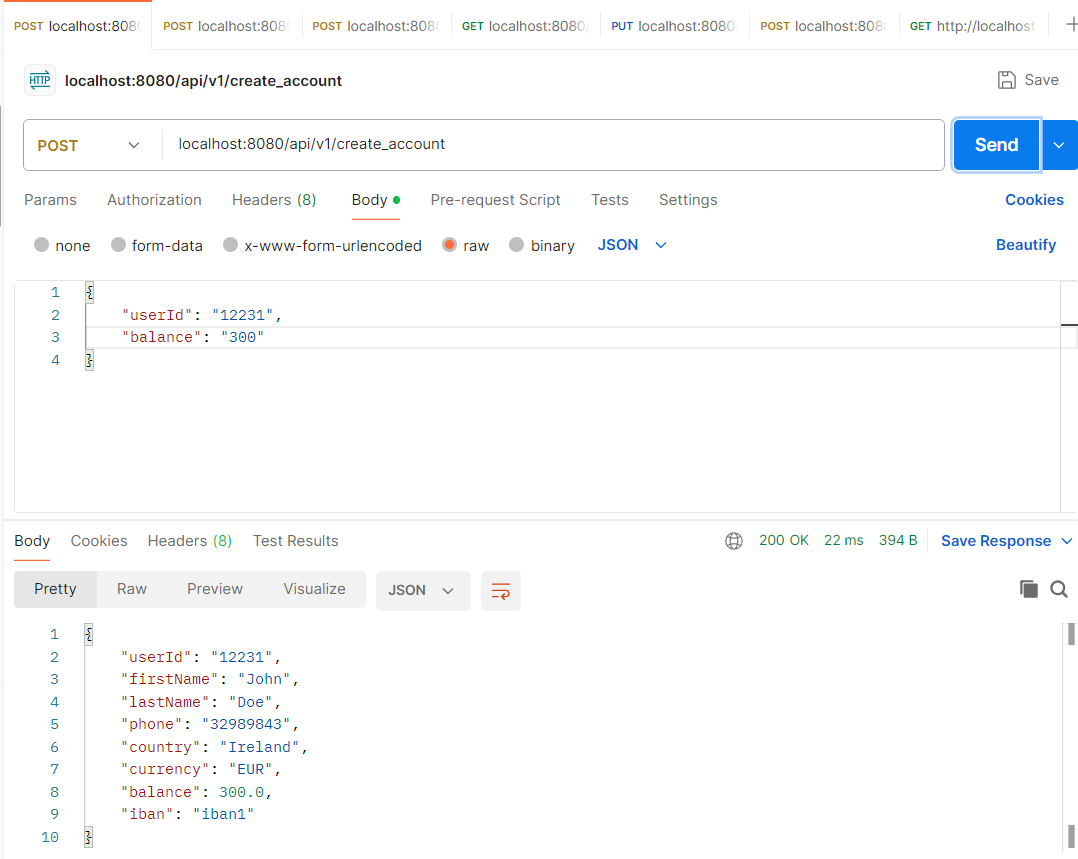 POST localhost:808 POST localhost:808 POST localhost:808 GET localhost:8080/ PUT localhost:8080/ POST localhost:808 GET http://localhost
HTTP localhost:8080/api/v1/create_account Save
POST localhost:8080/api/v1/create_account Send
Params Authorization Headers (8) Body Pre-request Script Tests Settings Cookies
none form-data x-www-form-urlencoded raw binary JSON Beautify
1 {
2 "userId": "12231",
3 "balance": "300"
4 }
Body Cookies Headers (8) Test Results 200 OK 22 ms 394 B Save Response
Pretty Raw Preview Visualize JSON
1 {
2 "userId": "12231",
3 "firstName": "John",
4 "lastName": "Doe",
5 "phone": "32989843",
6 "country": "Ireland",
7 "currency": "EUR",
8 "balance": 300.0,
9 "iban": "iban1"
10 }